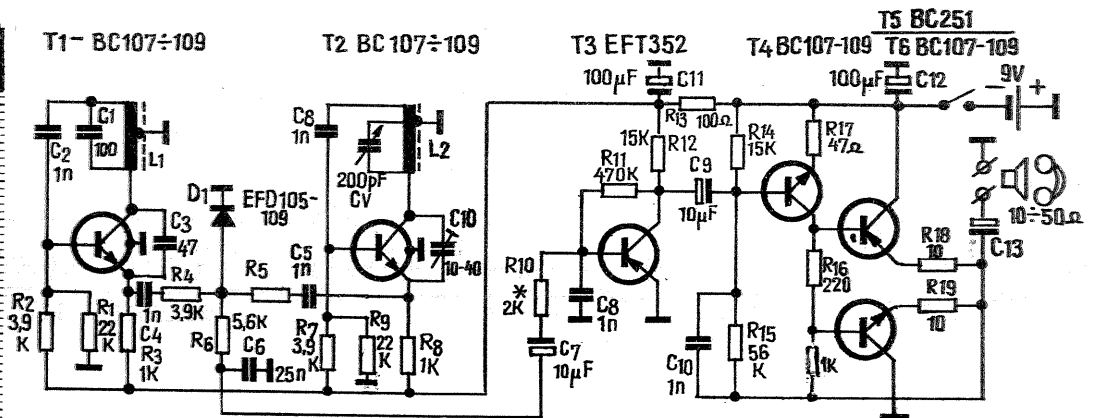 T1- BC107÷109
T2 BC107÷109
T3 EFT352
T4 BC107-109
T5 BC251
T6 BC107-109
C1
100
C2
1n
L1
C3
47
R2
3,9
K
R1
22
K
1n
C4
R3
1K
R4
3,9K
D1
EFD105-
109
R5
5,6K
R6
C6
25n
C5
1n
C8
1n
200pF
CV
L2
C10
10-40
R7
3,9
K
R9
22
K
R8
1K
R10
*
2K
C7
10µF
C8
1n
R11
470K
15K
R12
100µF
C11
R13
100Ω
C9
10µF
R14
15K
C10
1n
R15
56
K
R17
47Ω
R16
220
1K
100µF
C12
9V
- +
R18
10
R19
10
10÷50Ω
C13